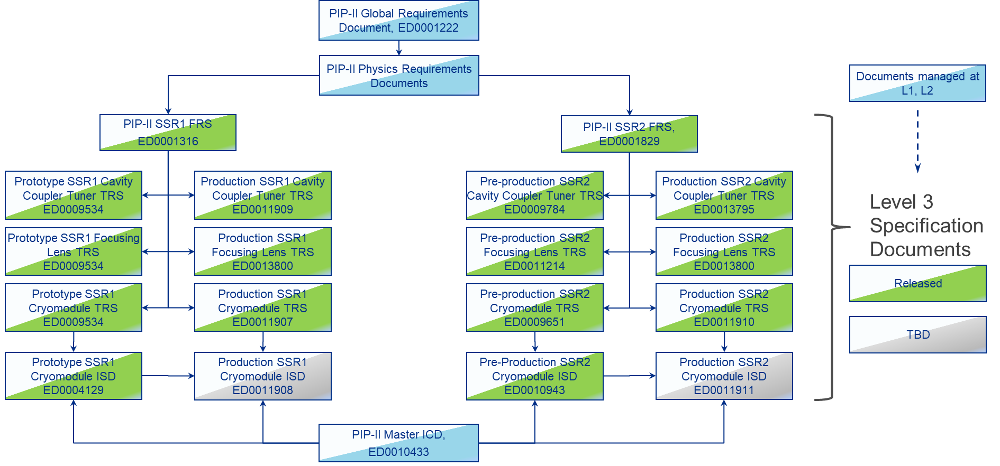 PIP-II Global Requirements
Document, ED0001222
PIP-II Physics Requirements
Documents
Documents managed at
L1, L2
PIP-II SSR1 FRS
ED0001316
PIP-II SSR2 FRS,
ED0001829
Prototype SSR1 Cavity
Coupler Tuner TRS
ED0009534
Production SSR1 Cavity
Coupler Tuner TRS
ED0011909
Pre-production SSR2
Cavity Coupler Tuner TRS
ED0009784
Production SSR2 Cavity
Coupler Tuner TRS
ED0013795
Level 3
Specification
Documents
Prototype SSR1 Focusing
Lens TRS
ED0009534
Production SSR1
Focusing Lens TRS
ED0013800
Pre-production SSR2
Focusing Lens TRS
ED0011214
Production SSR2
Focusing Lens TRS
ED0013800
Released
Prototype SSR1
Cryomodule TRS
ED0009534
Production SSR1
Cryomodule TRS
ED0011907
Pre-production SSR2
Cryomodule TRS
ED0009651
Production SSR2
Cryomodule TRS
ED0011910
TBD
Prototype SSR1
Cryomodule ISD
ED0004129
Production SSR1
Cryomodule ISD
ED0011908
Pre-Production SSR2
Cryomodule ISD
ED0010943
Production SSR2
Cryomodule ISD
ED0011911
PIP-II Master ICD,
ED0010433